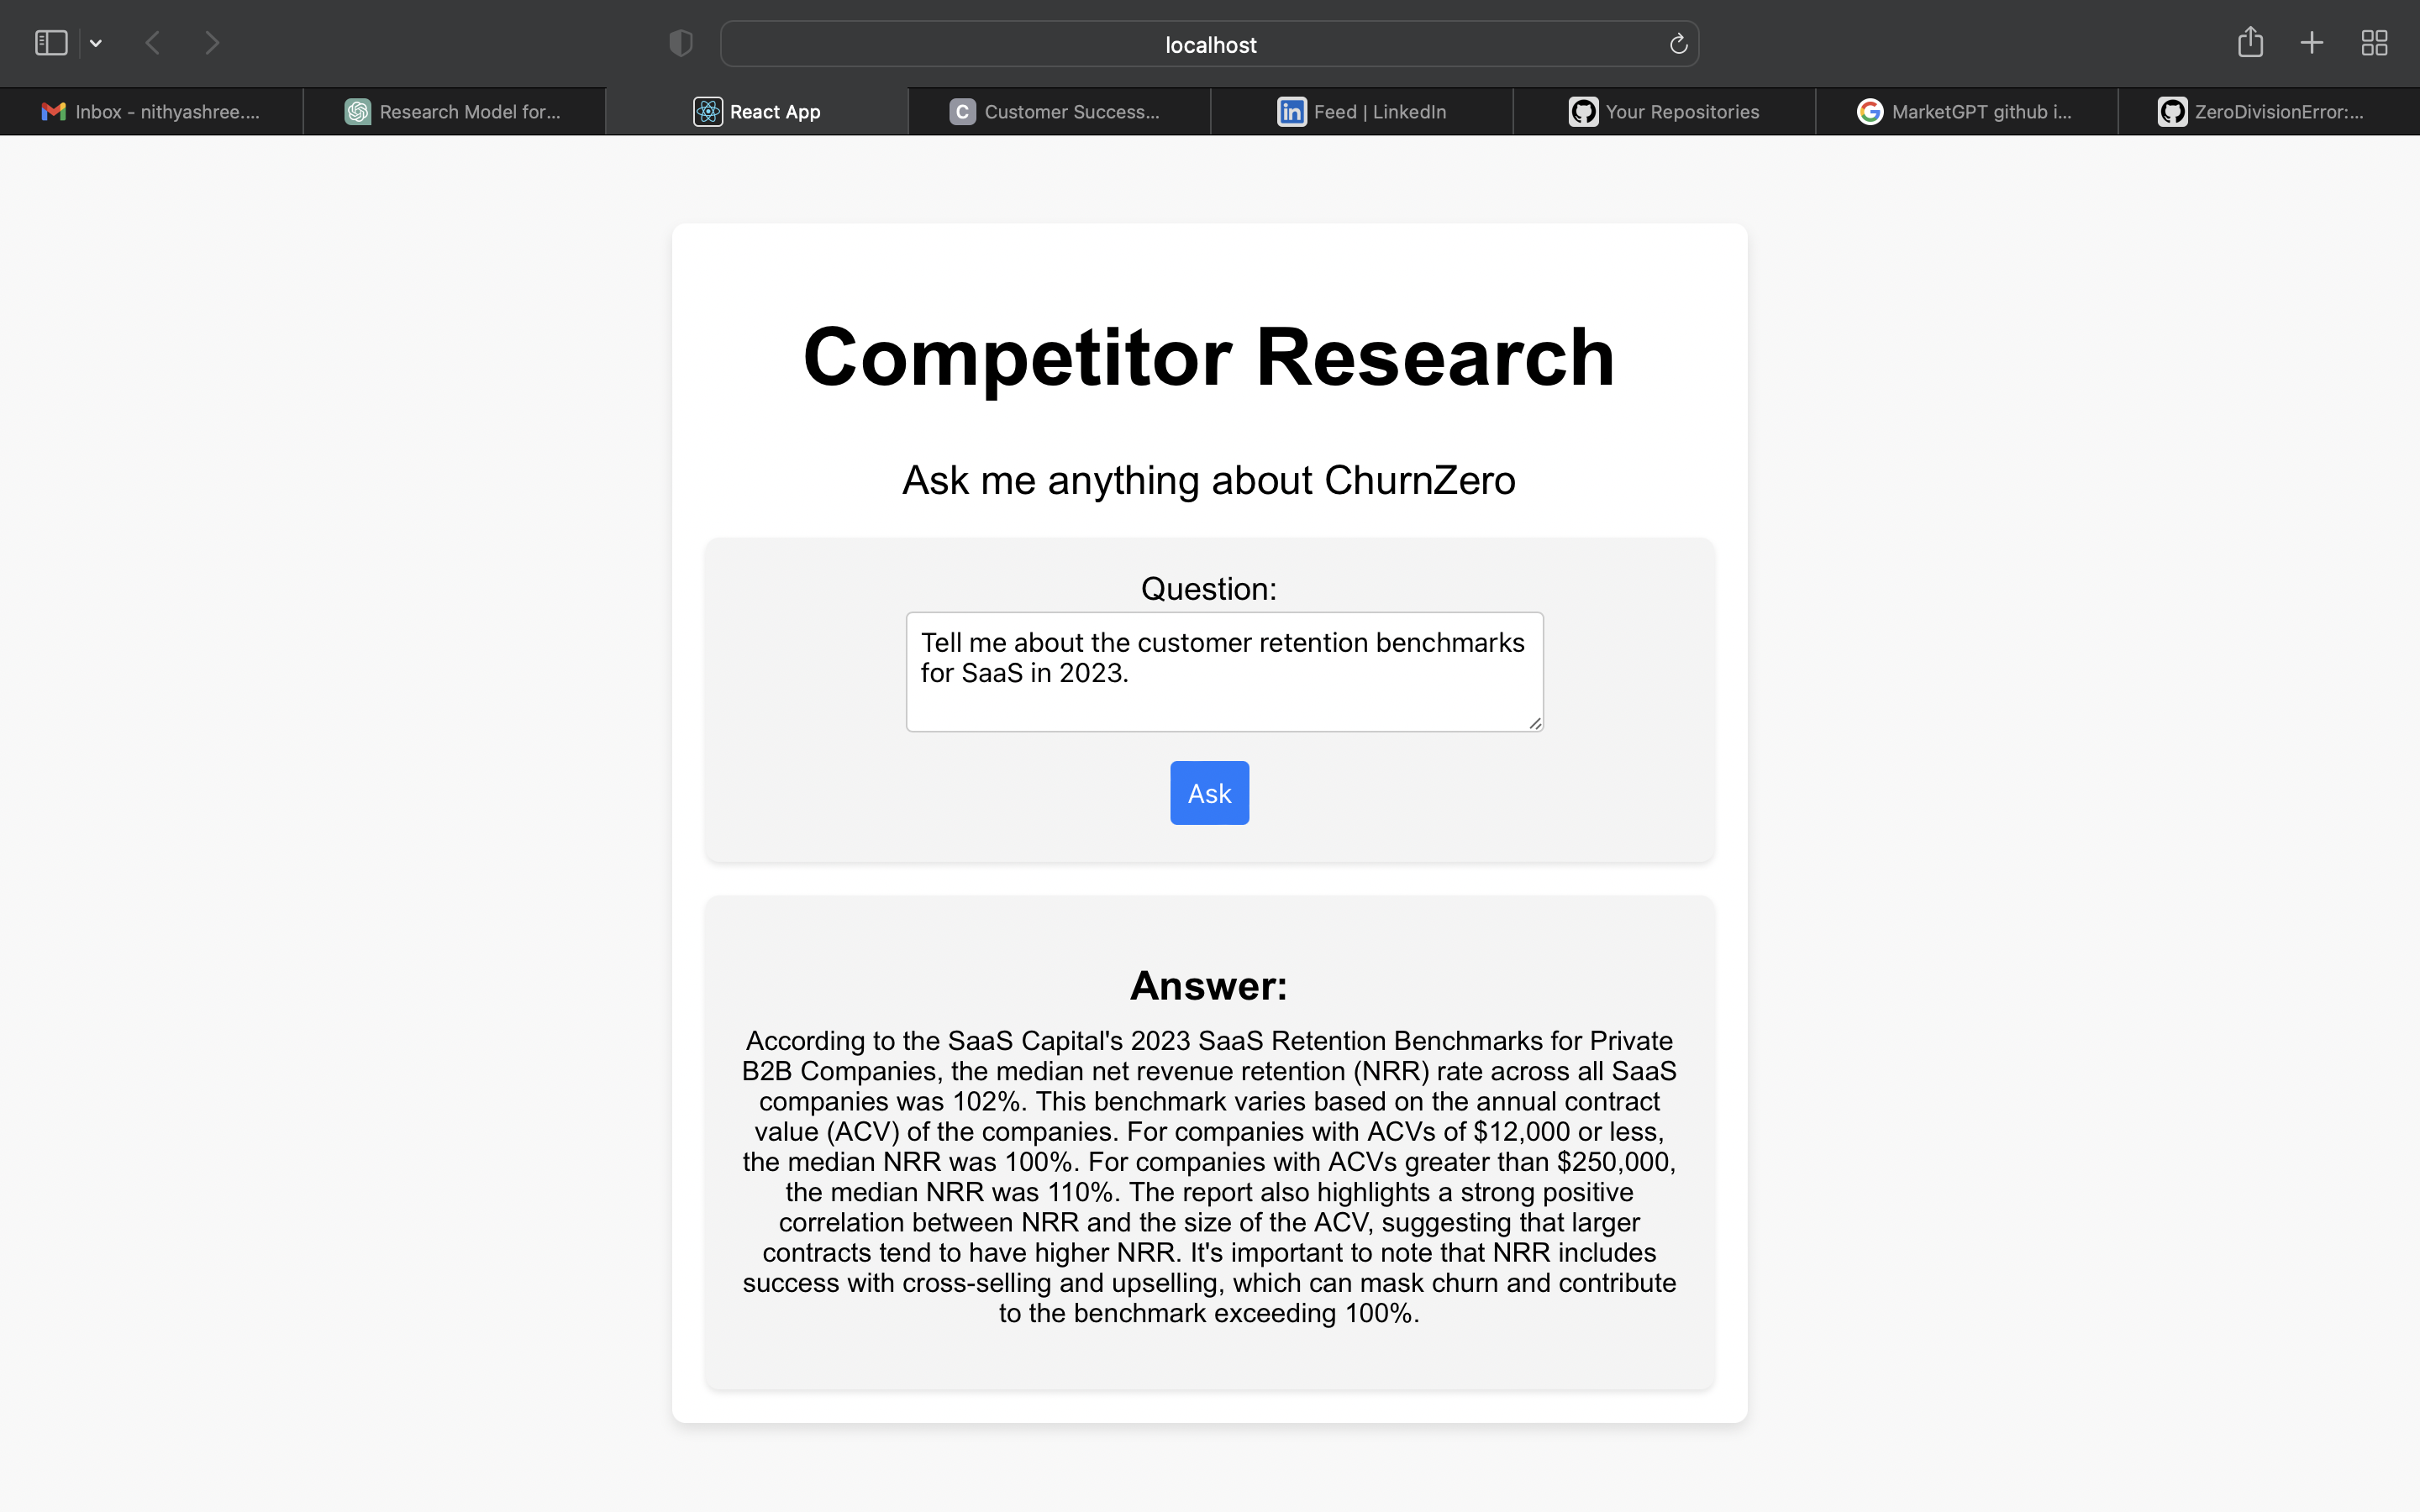 localhost
Inbox - nithyashree....
Research Model for...
React App
C Customer Success...
in Feed | LinkedIn
Your Repositories
G MarketGPT github i...
ZeroDivisionError:...
Competitor Research
Ask me anything about ChurnZero
Question:
Tell me about the customer retention benchmarks
for SaaS in 2023.
Ask
Answer:
According to the SaaS Capital's 2023 SaaS Retention Benchmarks for Private
B2B Companies, the median net revenue retention (NRR) rate across all SaaS
companies was 102%. This benchmark varies based on the annual contract
value (ACV) of the companies. For companies with ACVs of $12,000 or less,
the median NRR was 100%. For companies with ACVs greater than $250,000,
the median NRR was 110%. The report also highlights a strong positive
correlation between NRR and the size of the ACV, suggesting that larger
contracts tend to have higher NRR. It's important to note that NRR includes
success with cross-selling and upselling, which can mask churn and contribute
to the benchmark exceeding 100%.